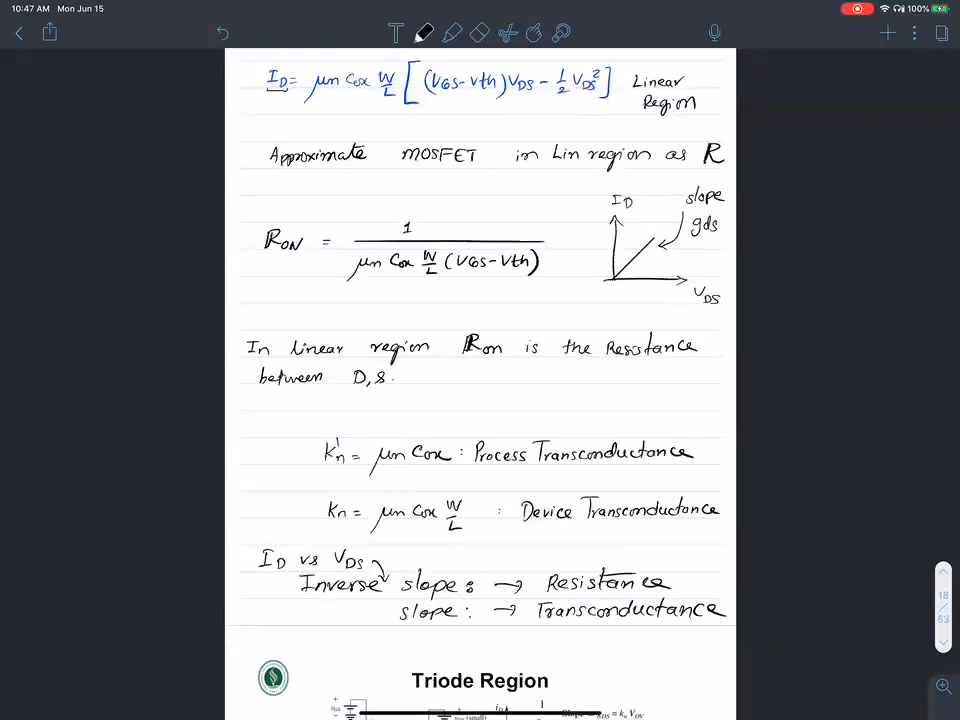 10:47 AM Mon Jun 15
100%
I_D = μn Cox W/L [(VGS-Vth)VDS - 1/2 VDS²] Linear Region
Approximate MOSFET in Lin region as R
RON = 1 / μn Cox W/L (VGS-Vth)
ID
slope
gds
VDS
In linear region Ron is the Resistance
between D,S.
k'n = μn Cox : Process Transconductance
kn = μn Cox W/L : Device Transconductance
ID vs VDS
Inverse slope: → Resistance
slope: → Transconductance
18
/
63
Triode Region